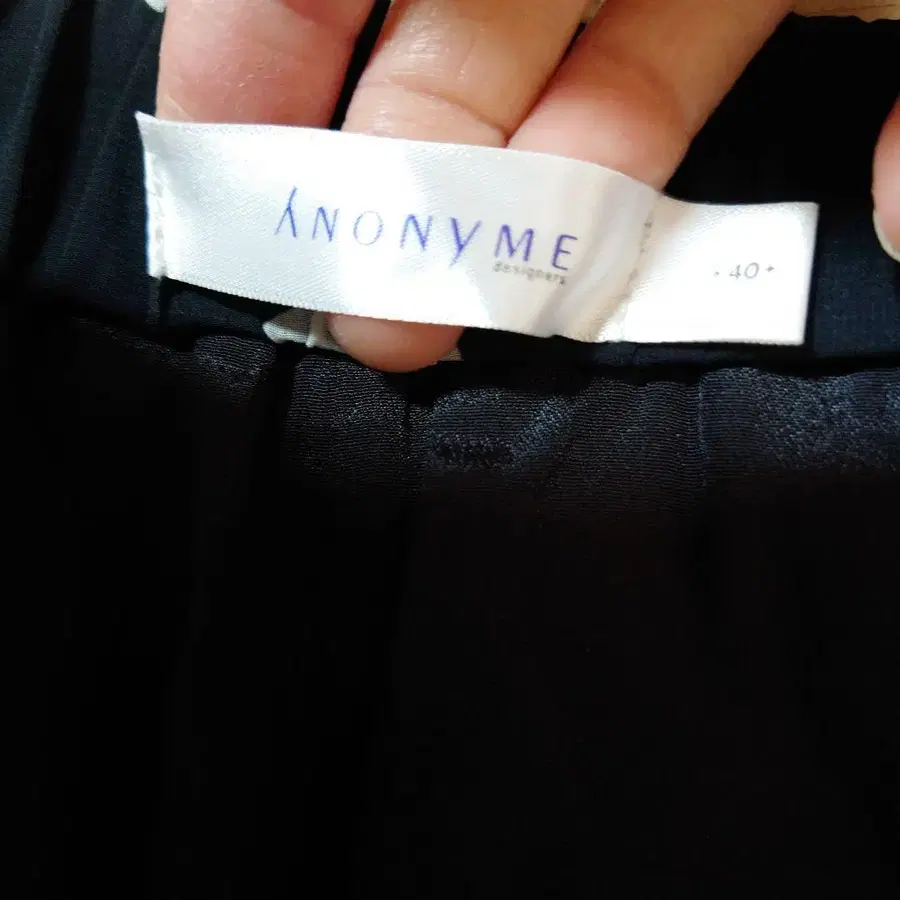 ANONYME
designers
• 40 •